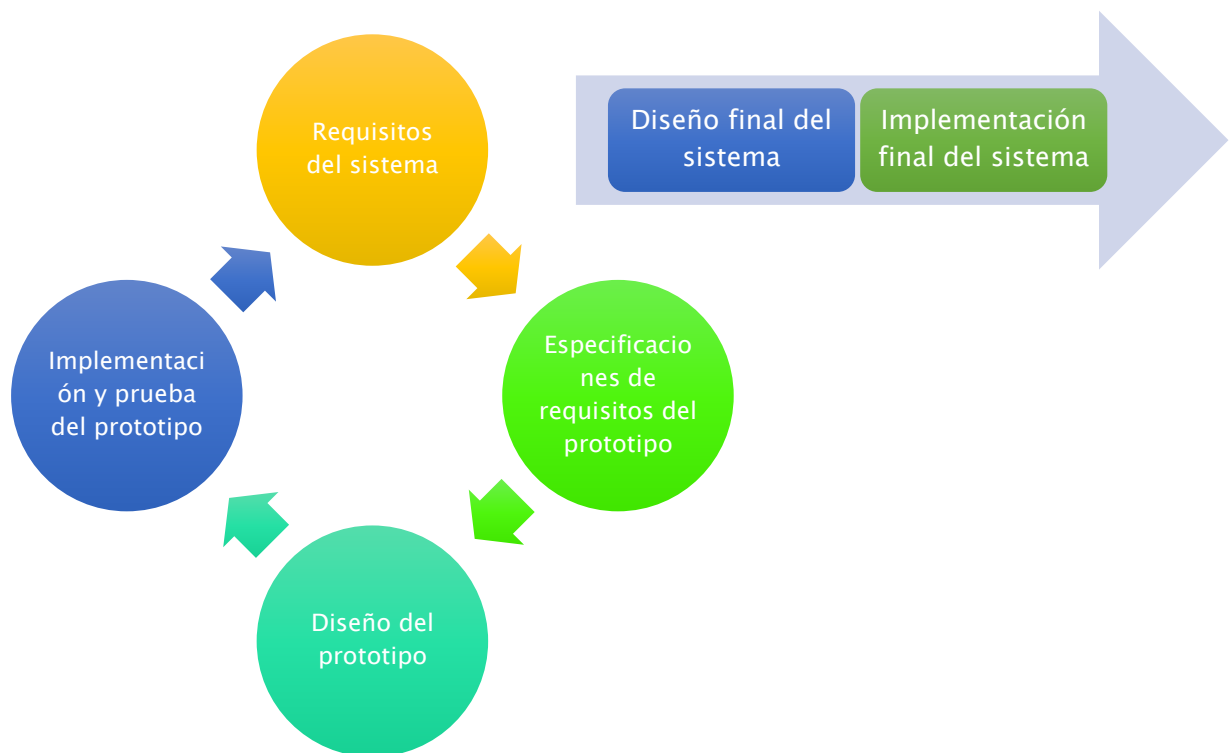 Requisitos
del sistema
Diseño final del
sistema
Implementación
final del sistema
Especificacio
nes de
requisitos del
prototipo
Diseño del
prototipo
Implementaci
ón y prueba
del prototipo